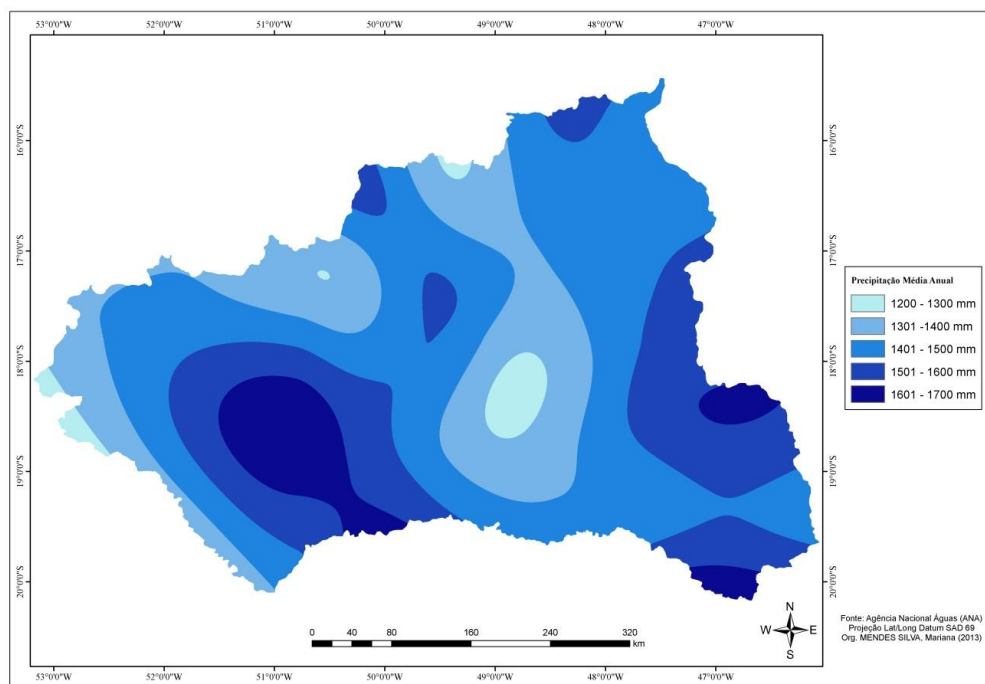 53°0'0"W 52°0'0"W 51°0'0"W 50°0'0"W 49°0'0"W 48°0'0"W 47°0'0"W
16°0'0"S 16°0'0"S
17°0'0"S 17°0'0"S
18°0'0"S 18°0'0"S
19°0'0"S 19°0'0"S
20°0'0"S 20°0'0"S
Precipitação Média Anual
1200 - 1300 mm
1301 -1400 mm
1401 - 1500 mm
1501 - 1600 mm
1601 - 1700 mm
N
W E
S
0 40 80 160 240 320
km
Fonte: Agência Nacional Águas (ANA)
Projeção Lat/Long Datum SAD 69
Org. MENDES SILVA, Mariana (2013)
53°0'0"W 52°0'0"W 51°0'0"W 50°0'0"W 49°0'0"W 48°0'0"W 47°0'0"W